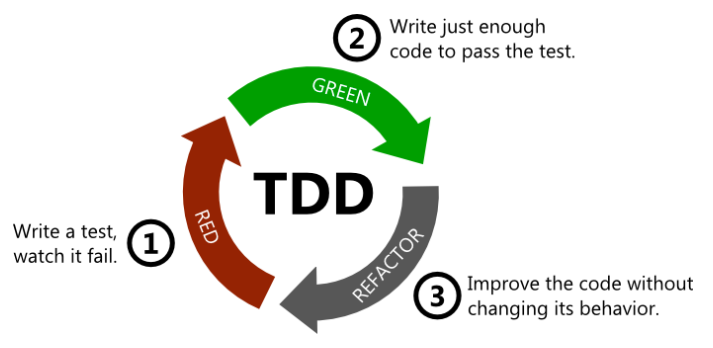 2
Write just enough
code to pass the test.
GREEN
TDD
RED
Write a test,
watch it fail.
1
REFACTOR
3
Improve the code without
changing its behavior.